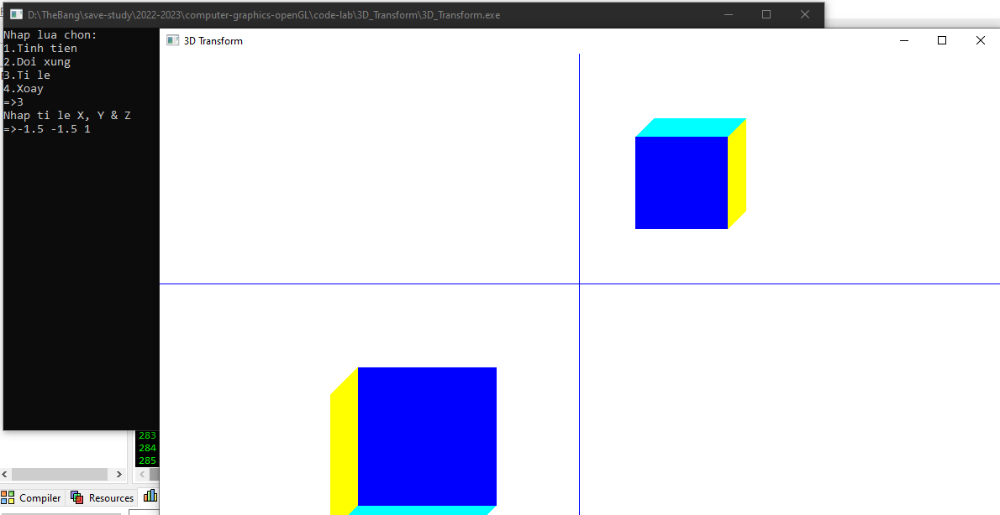 D:\TheBang\save-study\2022-2023\computer-graphics-openGL\code-lab\3D_Transform\3D_Transform.exe
Nhap lua chon:
1.Tinh tien
2.Doi xung
3.Ti le
4.Xoay
=>3
Nhap ti le X, Y & Z
=>-1.5 -1.5 1
3D Transform
283
284
285
Compiler
Resources